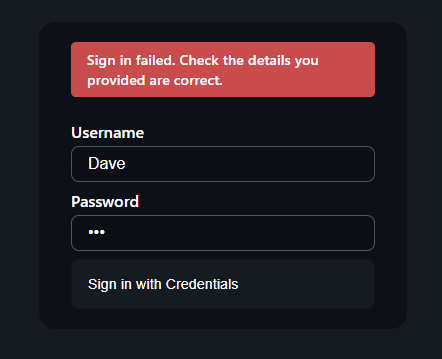 Sign in failed. Check the details you
provided are correct.
Username
Dave
Password
•••
Sign in with Credentials